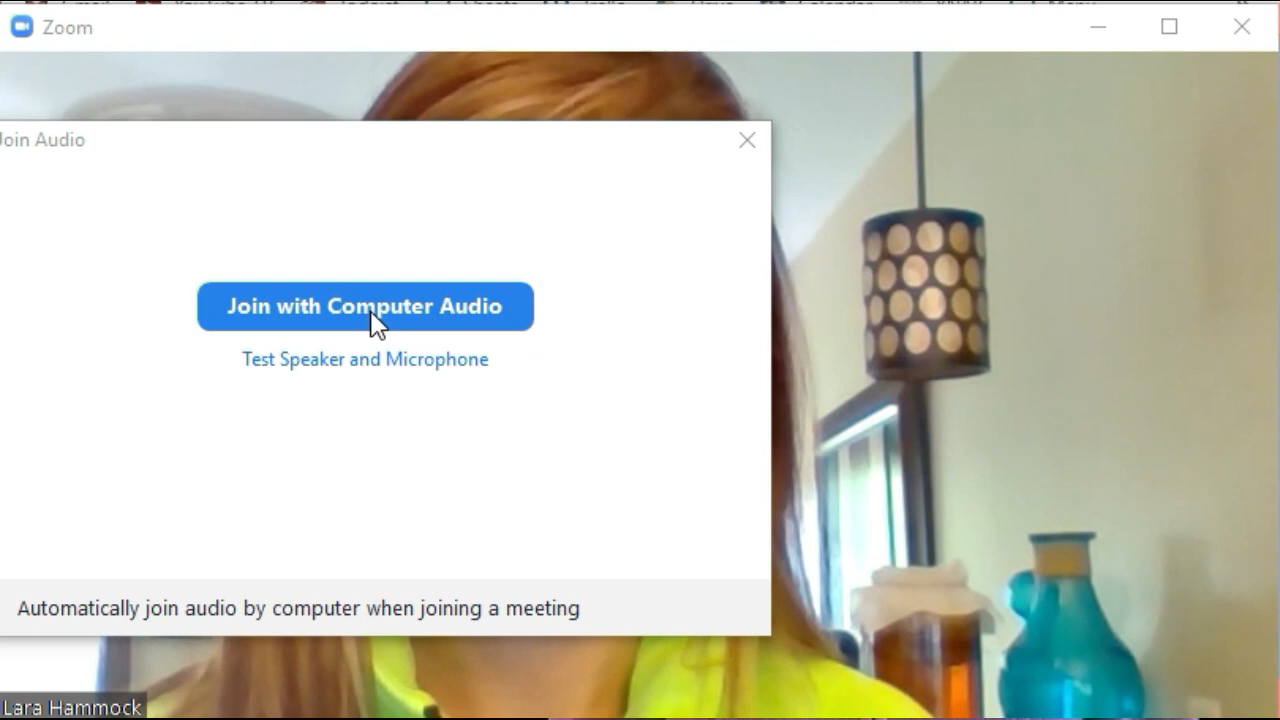 Zoom
Join Audio
Join with Computer Audio
Test Speaker and Microphone
Automatically join audio by computer when joining a meeting
Lara Hammock